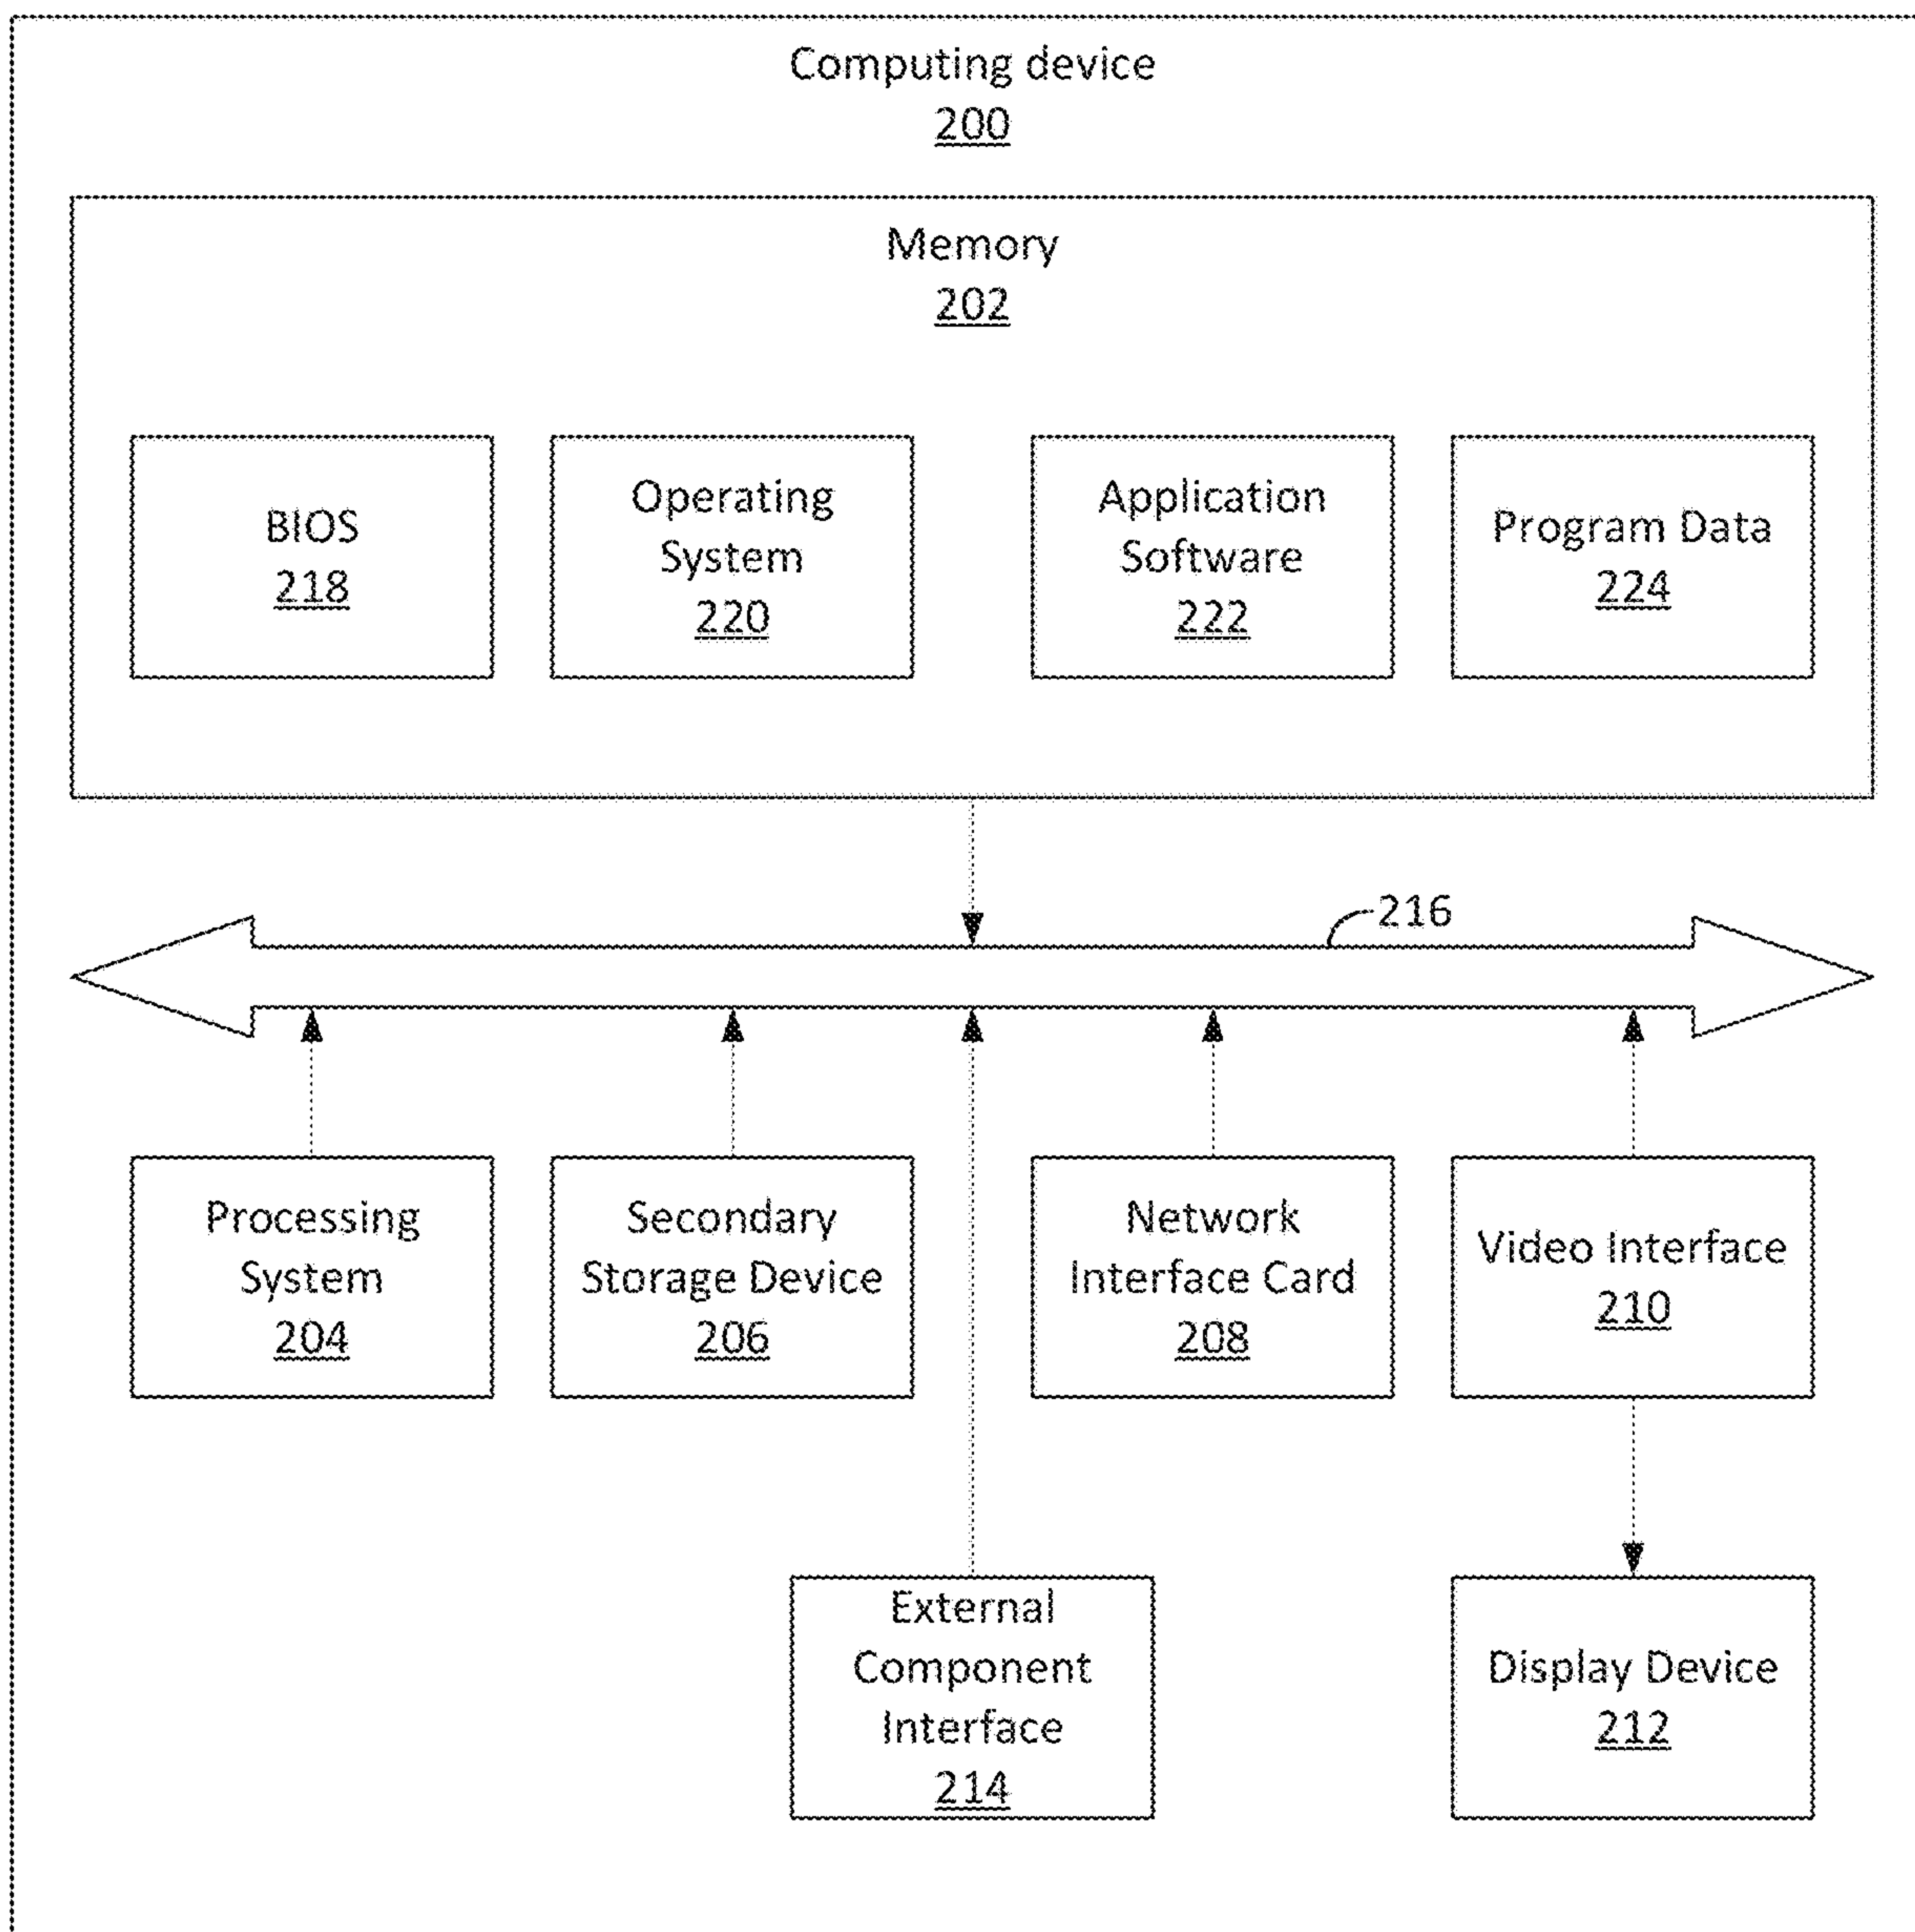 Computing device
200
Memory
202
BIOS
218
Operating
System
220
Application
Software
222
Program Data
224
216
Processing
System
204
Secondary
Storage Device
206
Network
Interface Card
208
Video Interface
210
External
Component
Interface
214
Display Device
212